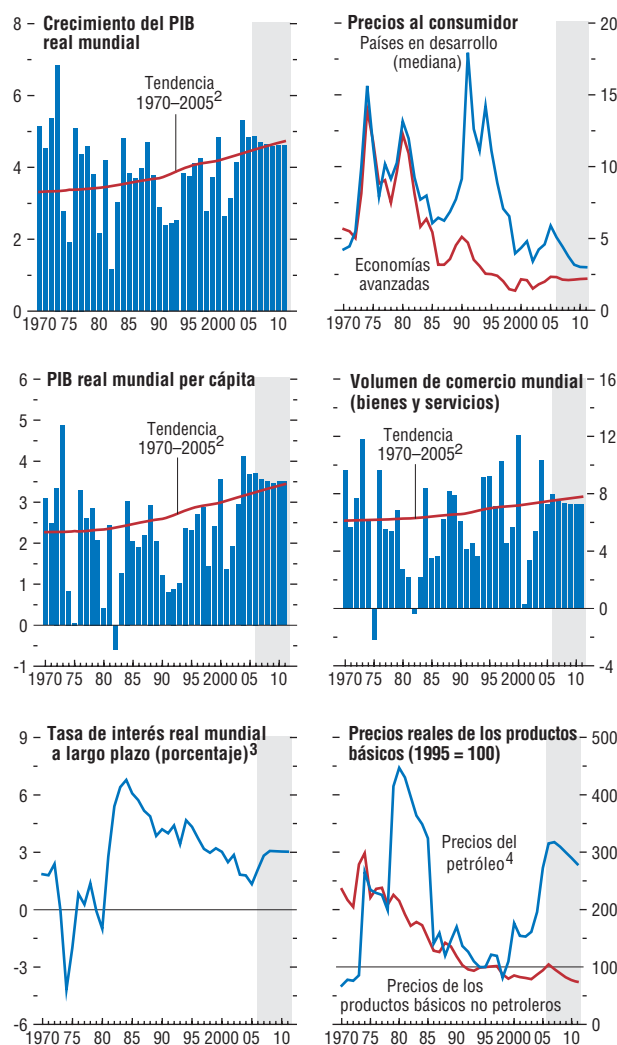 Crecimiento del PIB
real mundial
Tendencia
1970–2005²
8
6
4
2
0
1970 75 80 85 90 95 2000 05 10
Precios al consumidor
Países en desarrollo
(mediana)
Economías
avanzadas
20
15
10
5
0
1970 75 80 85 90 95 2000 05 10
PIB real mundial per cápita
Tendencia
1970–2005²
6
5
4
3
2
1
0
-1
1970 75 80 85 90 95 2000 05 10
Volumen de comercio mundial
(bienes y servicios)
Tendencia
1970–2005²
16
12
8
4
0
-4
1970 75 80 85 90 95 2000 05 10
Tasa de interés real mundial
a largo plazo (porcentaje)³
9
6
3
0
-3
-6
1970 75 80 85 90 95 2000 05 10
Precios reales de los productos
básicos (1995 = 100)
Precios del
petróleo⁴
Precios de los
productos básicos no petroleros
500
400
300
200
100
0
1970 75 80 85 90 95 2000 05 10